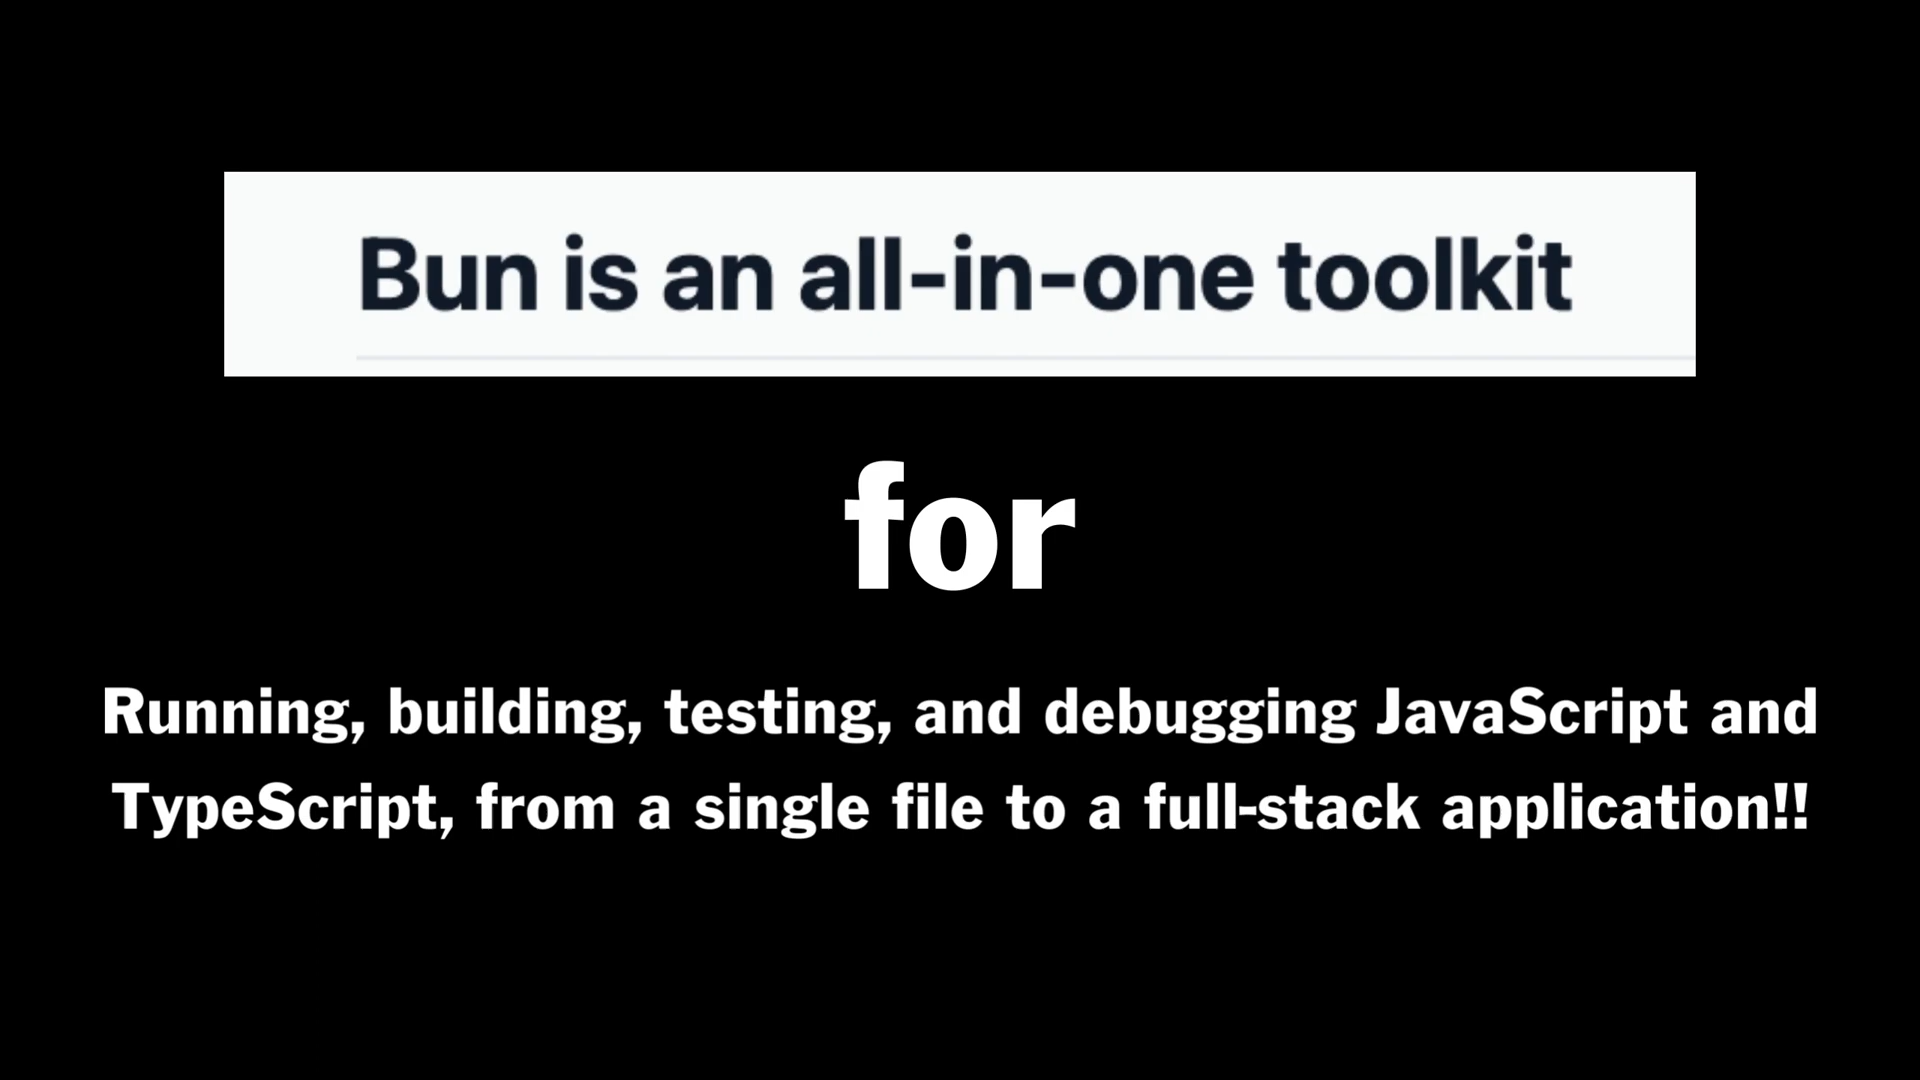 Bun is an all-in-one toolkit
for
Running, building, testing, and debugging JavaScript and
TypeScript, from a single file to a full-stack application!!